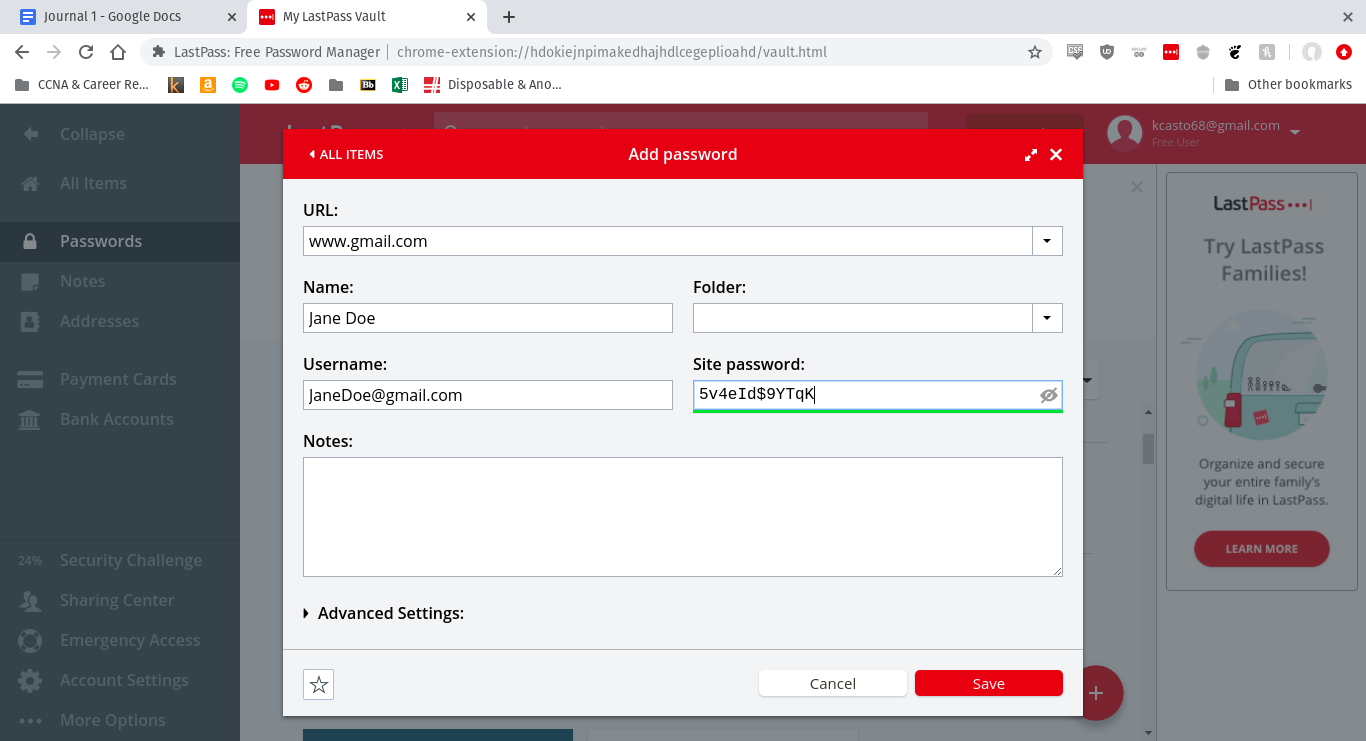 Journal 1 - Google Docs
My LastPass Vault
LastPass: Free Password Manager
chrome-extension://hdokiejnpimakedhajhdlcegeplioahd/vault.html
CCNA & Career Re...
Bb
Disposable & Ano...
Other bookmarks
Collapse
kcasto68@gmail.com
Free User
ALL ITEMS
Add password
All Items
Passwords
Notes
Addresses
Payment Cards
Bank Accounts
24%
Security Challenge
Sharing Center
Emergency Access
Account Settings
More Options
URL:
www.gmail.com
Name:
Folder:
Jane Doe
Username:
Site password:
JaneDoe@gmail.com
5v4eId$9YTqK
Notes:
Advanced Settings:
Cancel
Save
LastPass
Try LastPass
Families!
Organize and secure
your entire family's
digital life in LastPass.
LEARN MORE